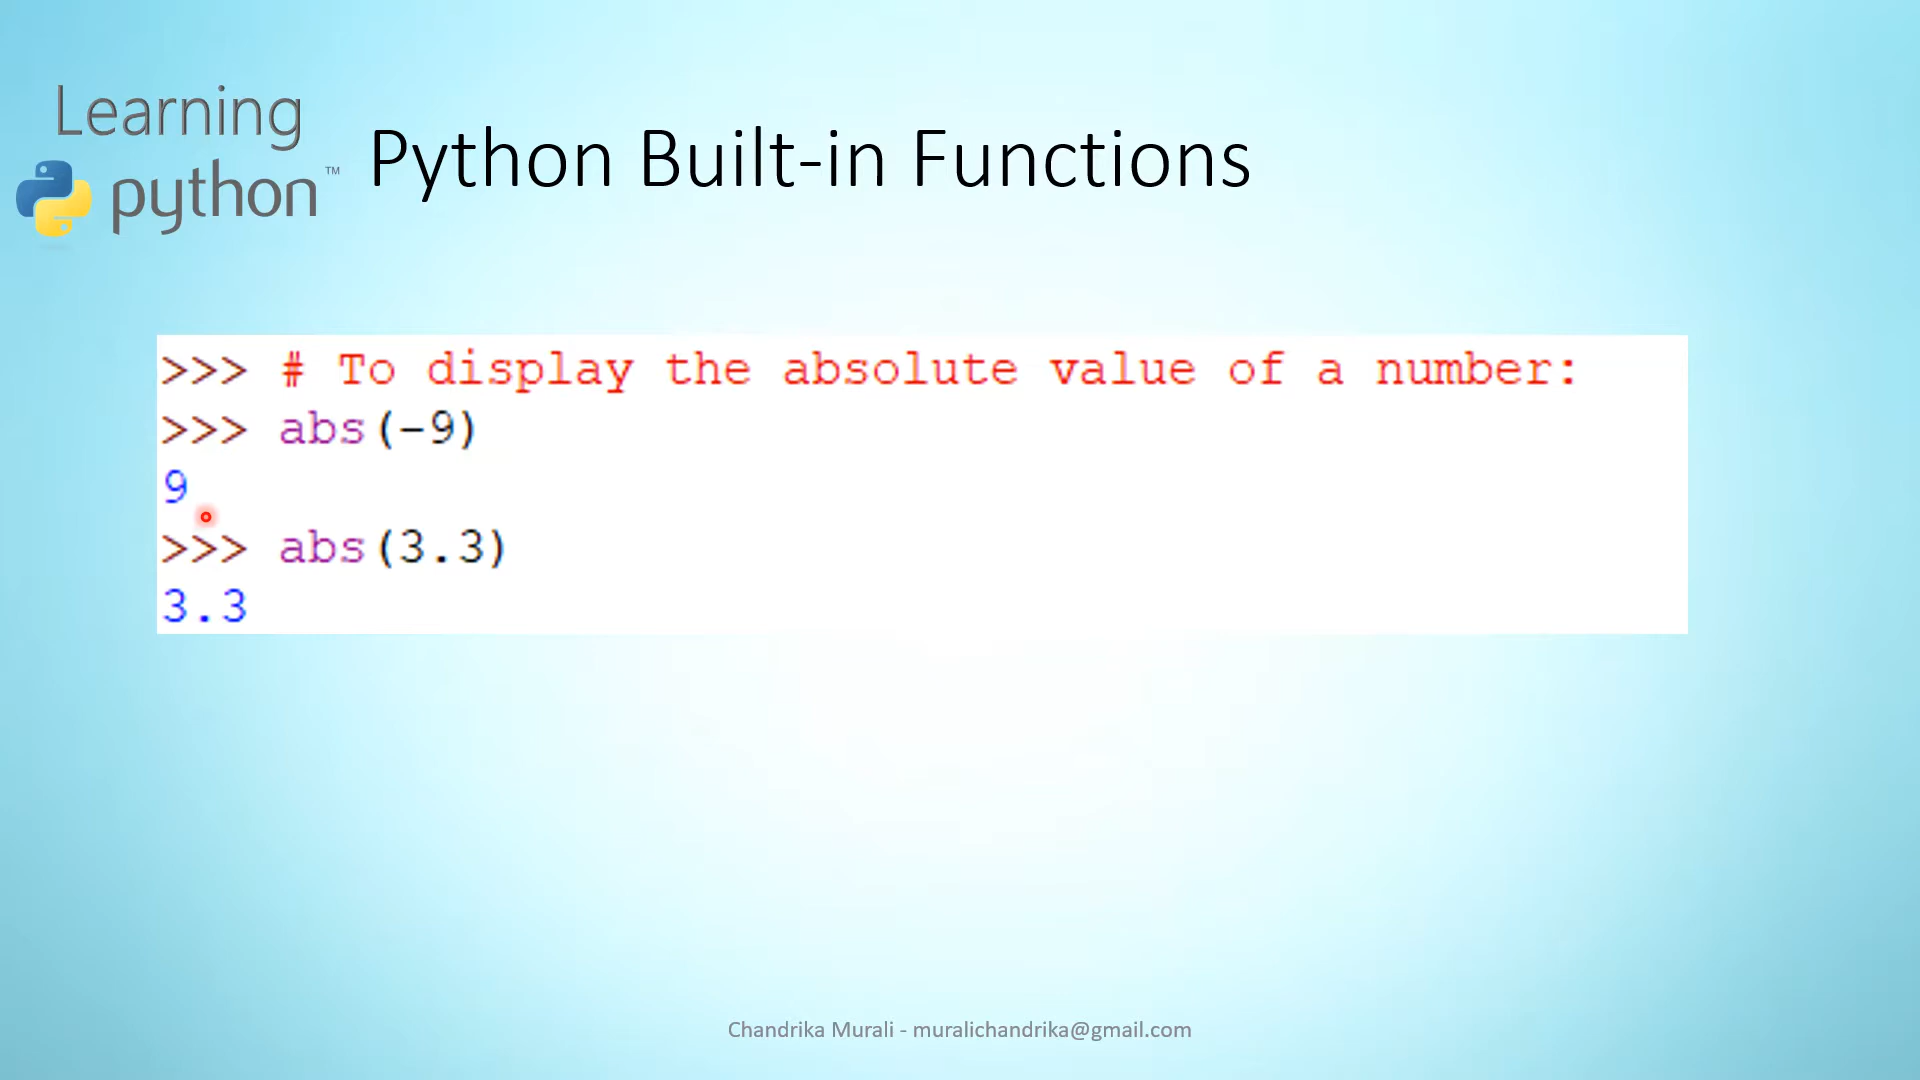 Learning
python™
Python Built-in Functions
>>> # To display the absolute value of a number:
>>> abs(-9)
9
>>> abs(3.3)
3.3
Chandrika Murali - muralichandrika@gmail.com